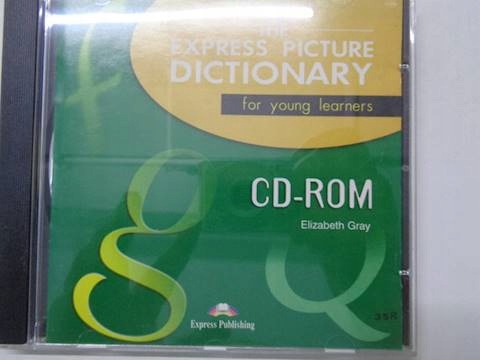 THE
EXPRESS PICTURE
DICTIONARY
for young learners
g
g
Q
CD-ROM
Elizabeth Gray
Express Publishing